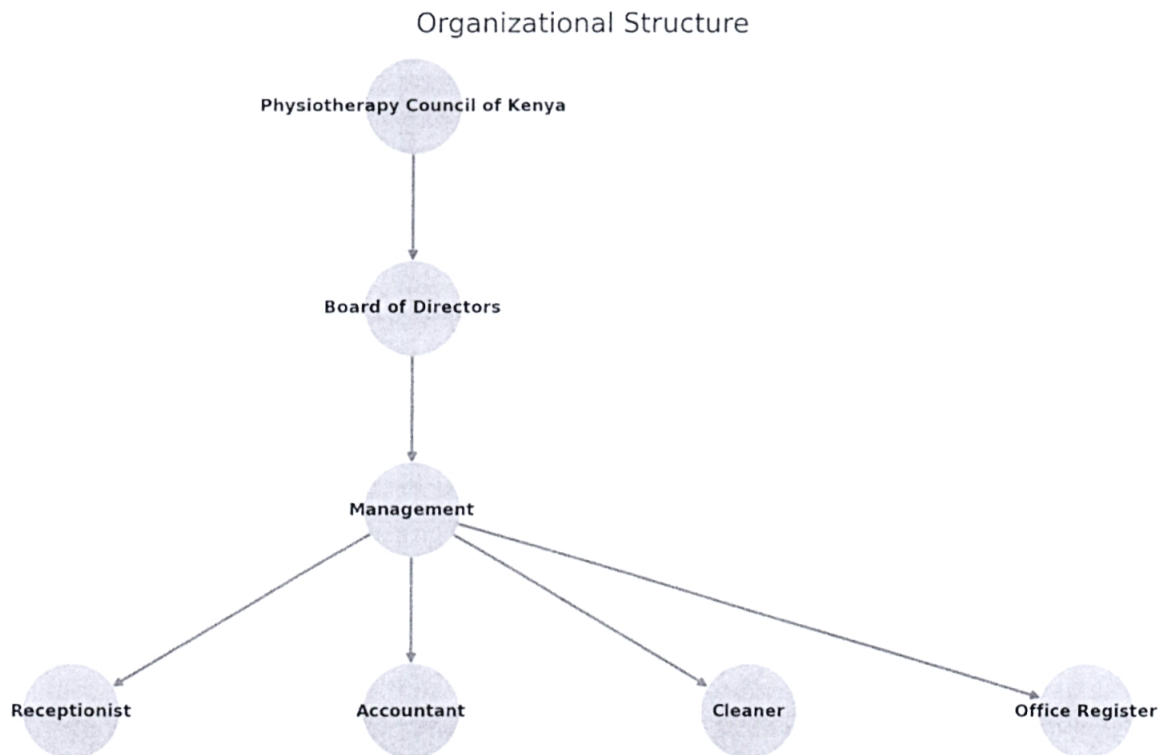 Organizational Structure
Physiotherapy Council of Kenya
Board of Directors
Management
Receptionist
Accountant
Cleaner
Office Register